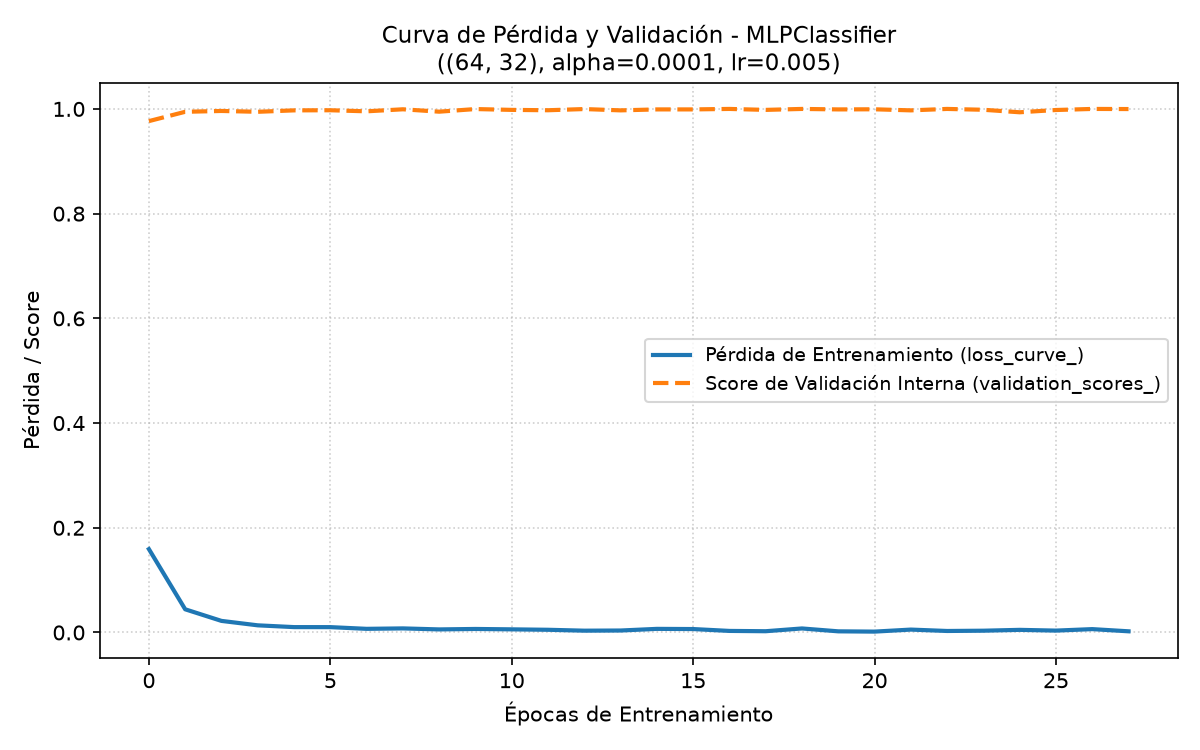 Curva de Pérdida y Validación - MLPClassifier
((64, 32), alpha=0.0001, lr=0.005)
1.0
0.8
0.6
0.4
0.2
0.0
Pérdida / Score
Pérdida de Entrenamiento (loss_curve_)
Score de Validación Interna (validation_scores_)
0 5 10 15 20 25
Épocas de Entrenamiento